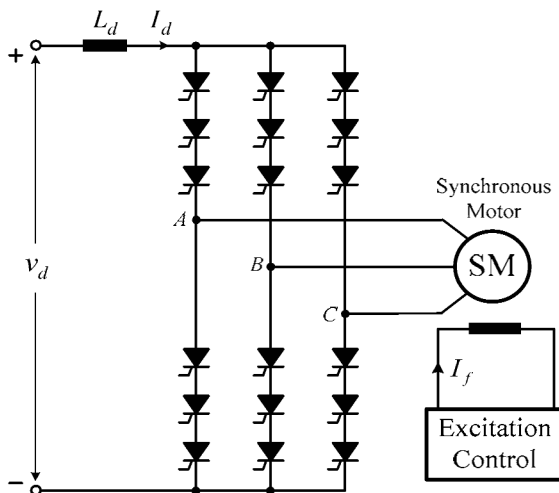 L_d
I_d
+
v_d
A
B
C
Synchronous
Motor
SM
I_f
Excitation
Control
−